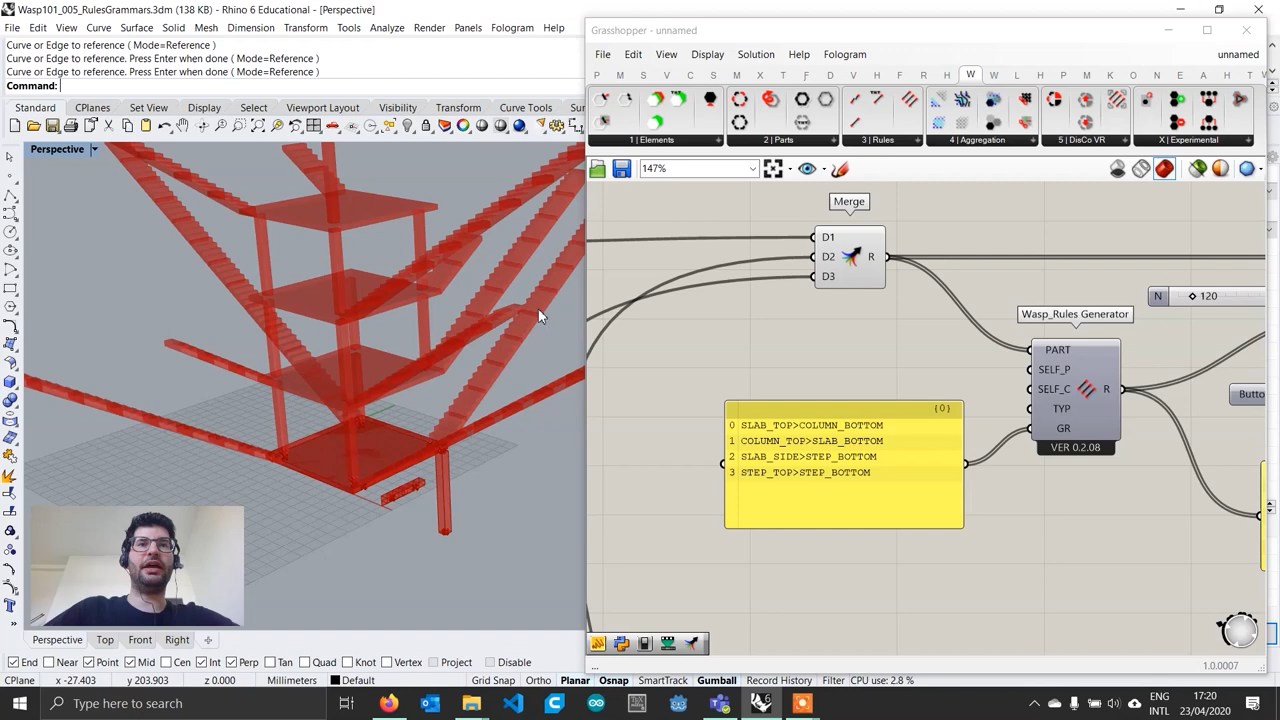 Wasp101_005_RulesGrammars.3dm (138 KB) - Rhino 6 Educational - [Perspective]
File Edit View Curve Surface Solid Mesh Dimension Transform Tools Analyze Render Panels Fologram Help
Curve or Edge to reference ( Mode=Reference )
Curve or Edge to reference. Press Enter when done ( Mode=Reference )
Curve or Edge to reference. Press Enter when done ( Mode=Reference )
Command:
Standard CPlanes Set View Display Select Viewport Layout Visibility Transform Curve Tools Su
Perspective
Grasshopper - unnamed
File Edit View Display Solution Help Fologram unnamed
P M S V C S M I D W H L E W W L H P M C D K H T
1 | Elements 2 | Parts 3 | Rules 4 | Aggregation 5 | DisCo VR X | Experimental
147%
Merge
D1
D2 R
D3
N 120
Wasp_Rules Generator
PART
SELF_P
SELF_C R
TYP
GR
VER 0.2.08
Button
{0}
0 SLAB_TOP>COLUMN_BOTTOM
1 COLUMN_TOP>SLAB_BOTTOM
2 SLAB_SIDE>STEP_BOTTOM
3 STEP_TOP>STEP_BOTTOM
...
1.0.0007
Perspective Top Front Right
End Near Point Mid Cen Int Perp Tan Quad Knot Vertex Project Disable
CPlane x -27.403 y 203.903 z 0.000 Millimeters Default Grid Snap Ortho Planar Osnap SmartTrack Gumball Record History Filter CPU use: 2.8 %
Type here to search
ENG
INTL
17:20
23/04/2020